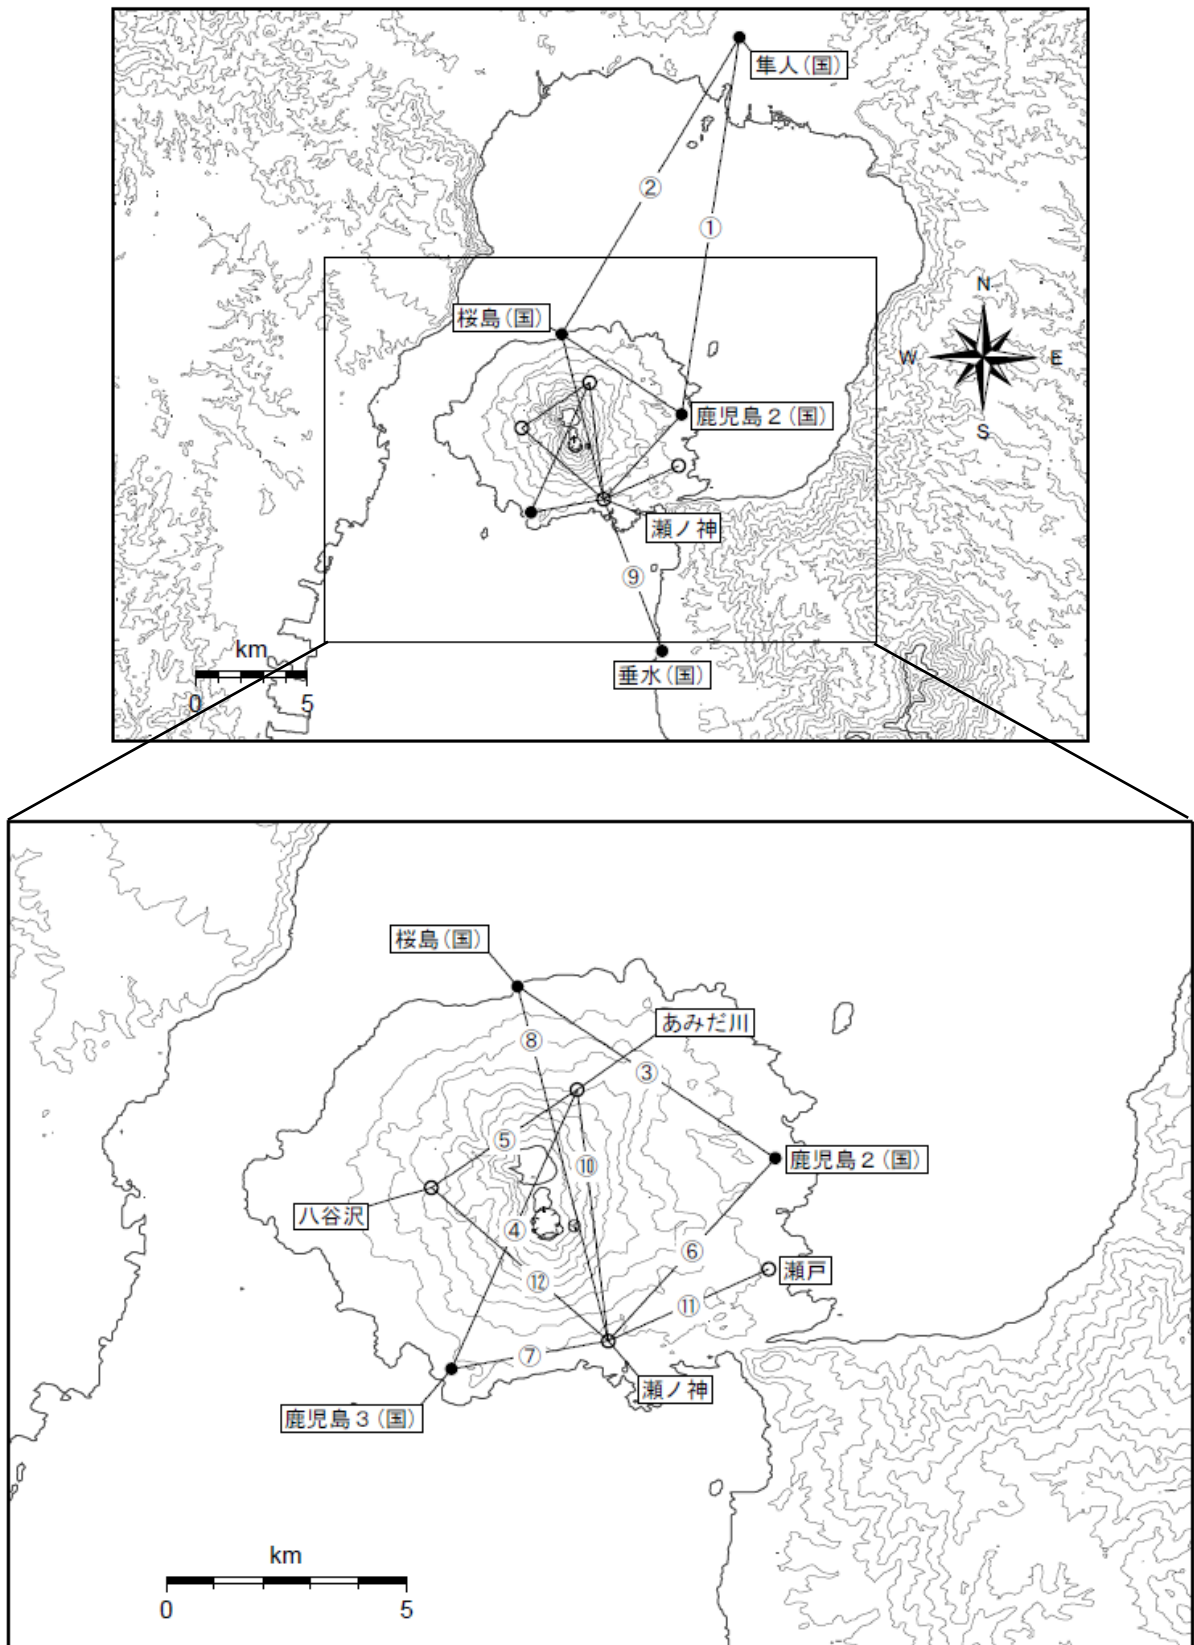 隼人(国)
②
①
N
桜島(国)
W
E
鹿児島2(国)
S
瀬ノ神
⑨
km
垂水(国)
0 5
桜島(国)
あみだ川
⑧
③
⑤
鹿児島2(国)
⑩
八谷沢
④
⑥
瀬戸
⑫
⑪
⑦
瀬ノ神
鹿児島3(国)
km
0 5